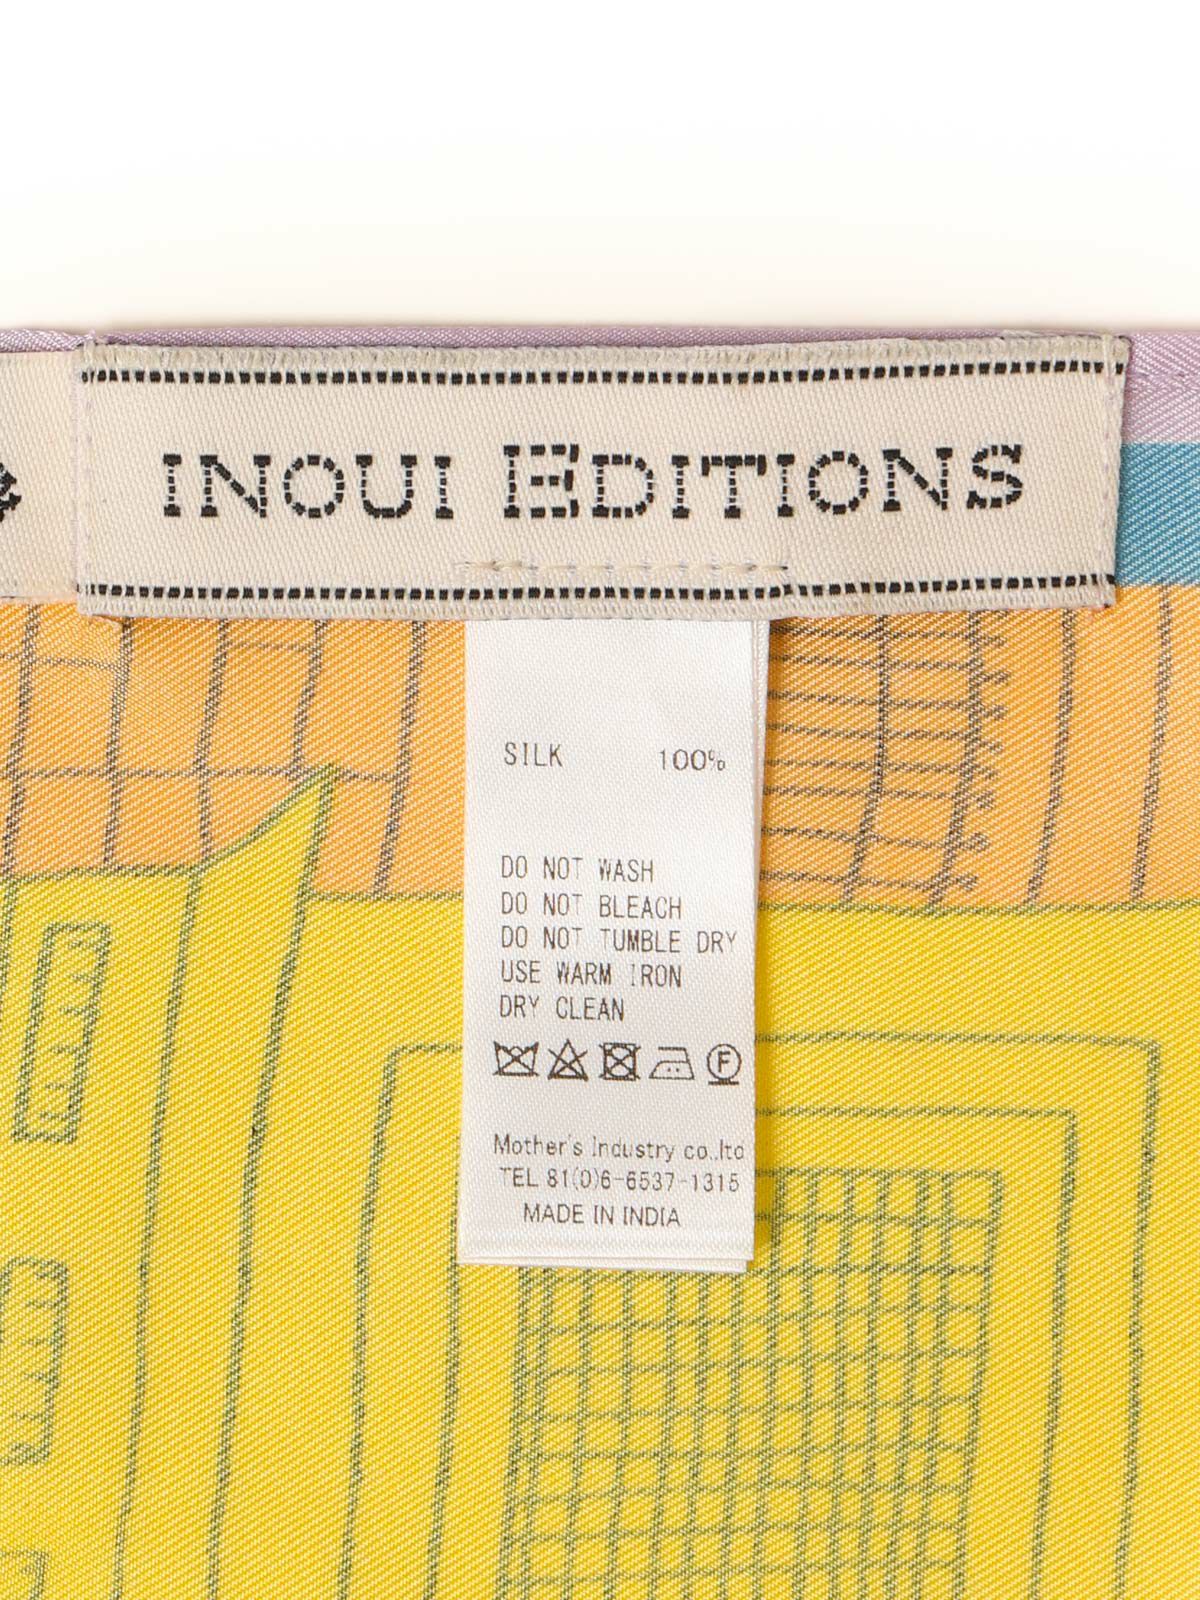 INOUI EDITIONS
SILK 100%
DO NOT WASH
DO NOT BLEACH
DO NOT TUMBLE DRY
USE WARM IRON
DRY CLEAN
F
Mother's Industry co.,ltd
TEL 81(0)6-6537-1315
MADE IN INDIA